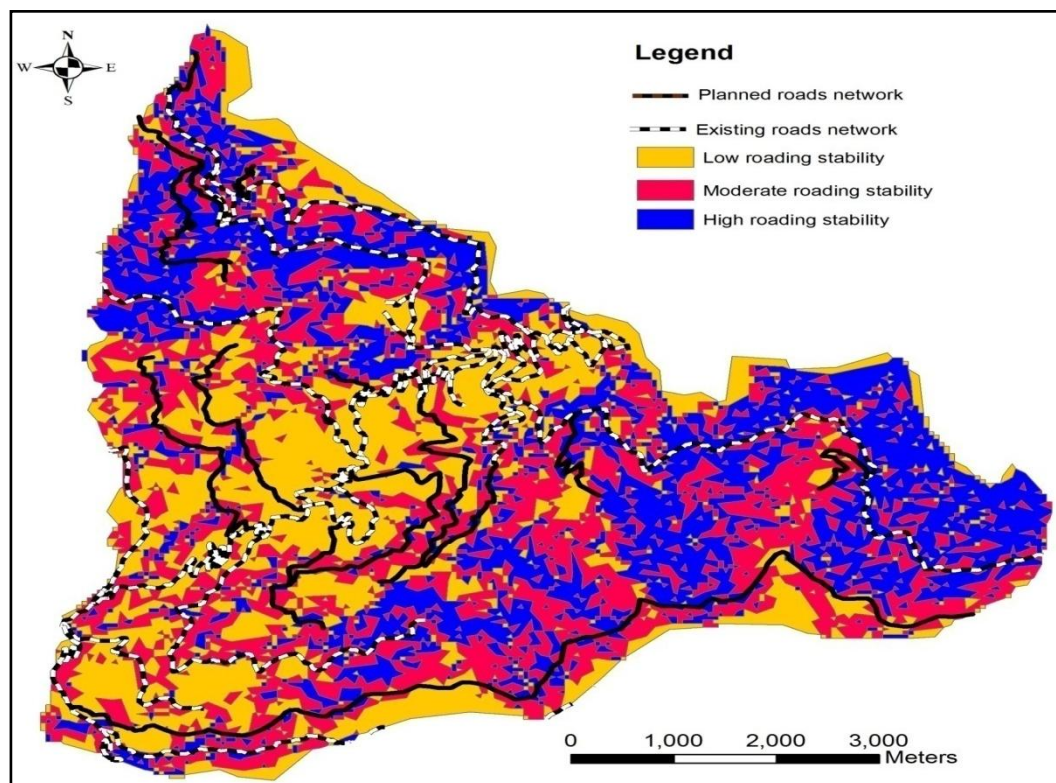 N
W E
S
Legend
Planned roads network
Existing roads network
Low roading stability
Moderate roading stability
High roading stability
0 1,000 2,000 3,000
Meters